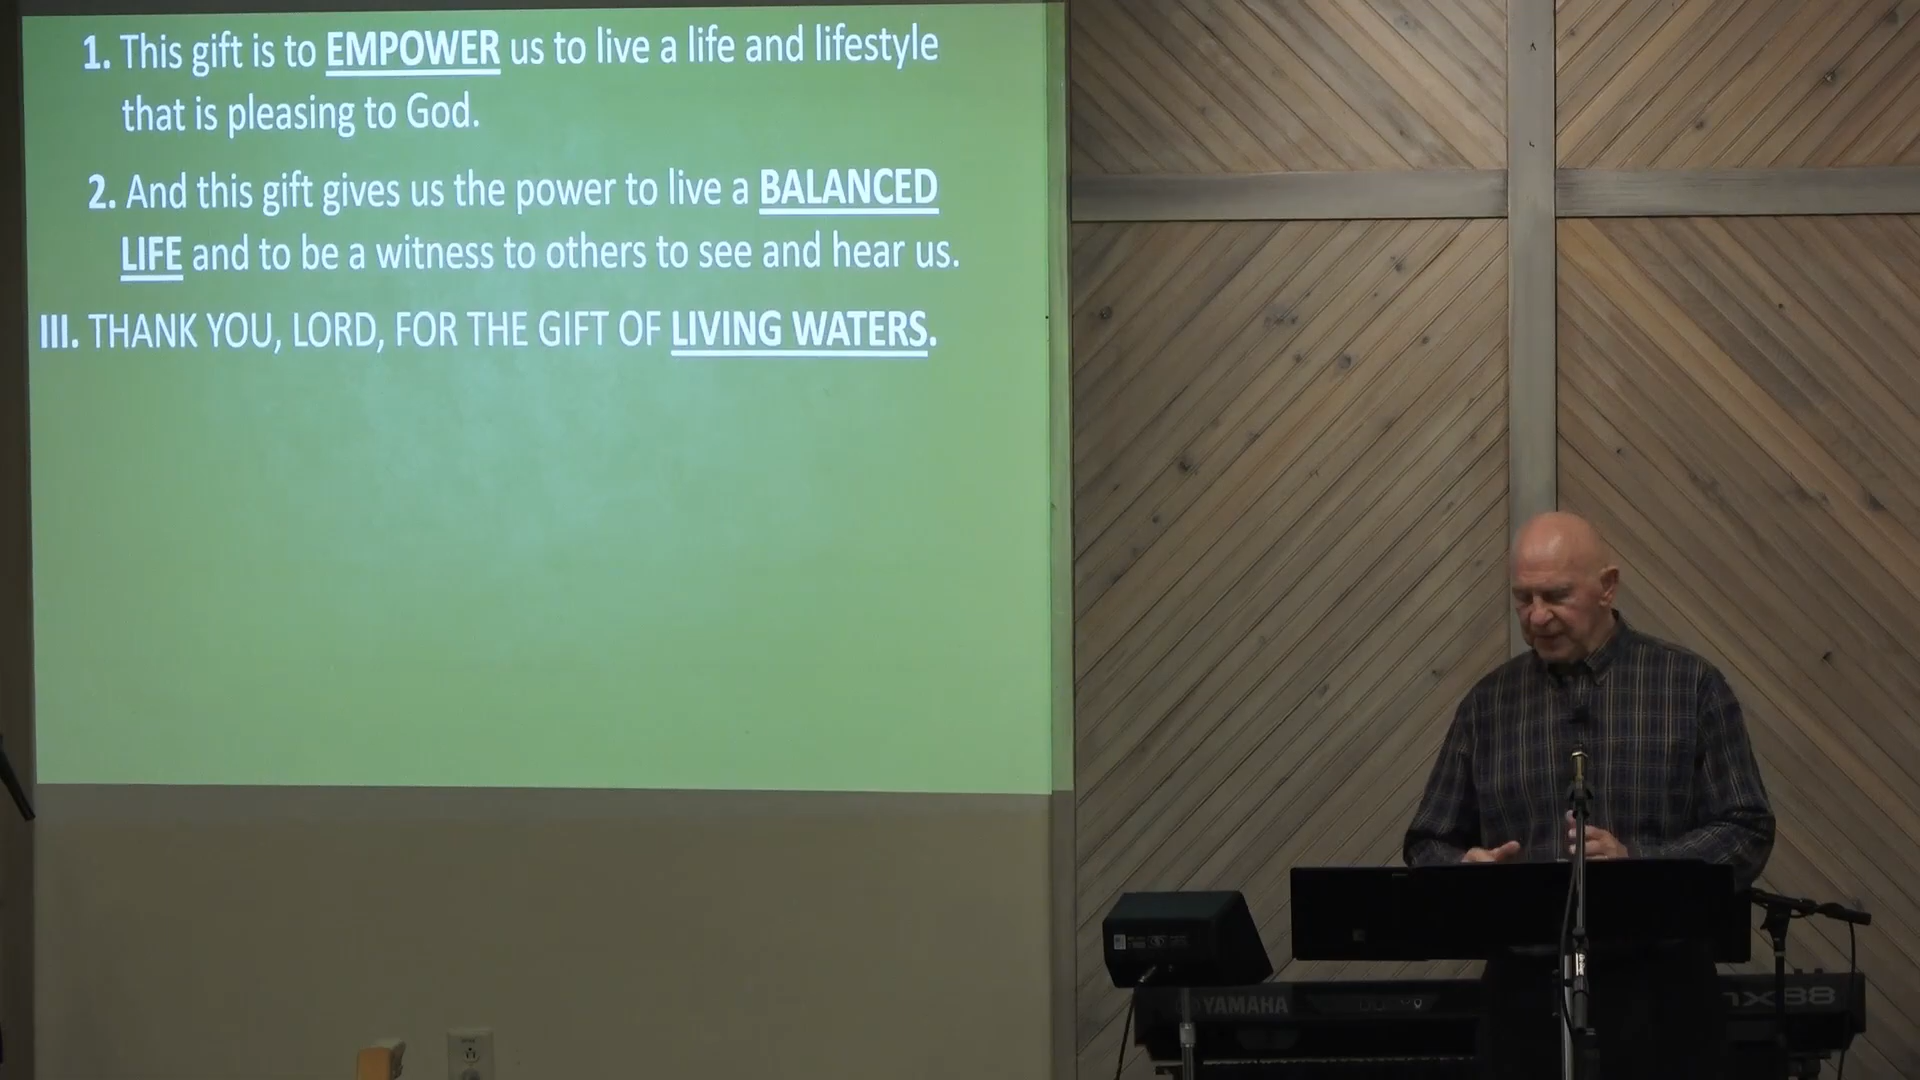 1. This gift is to EMPOWER us to live a life and lifestyle
that is pleasing to God.
2. And this gift gives us the power to live a BALANCED
LIFE and to be a witness to others to see and hear us.
III. THANK YOU, LORD, FOR THE GIFT OF LIVING WATERS.
YAMAHA
88